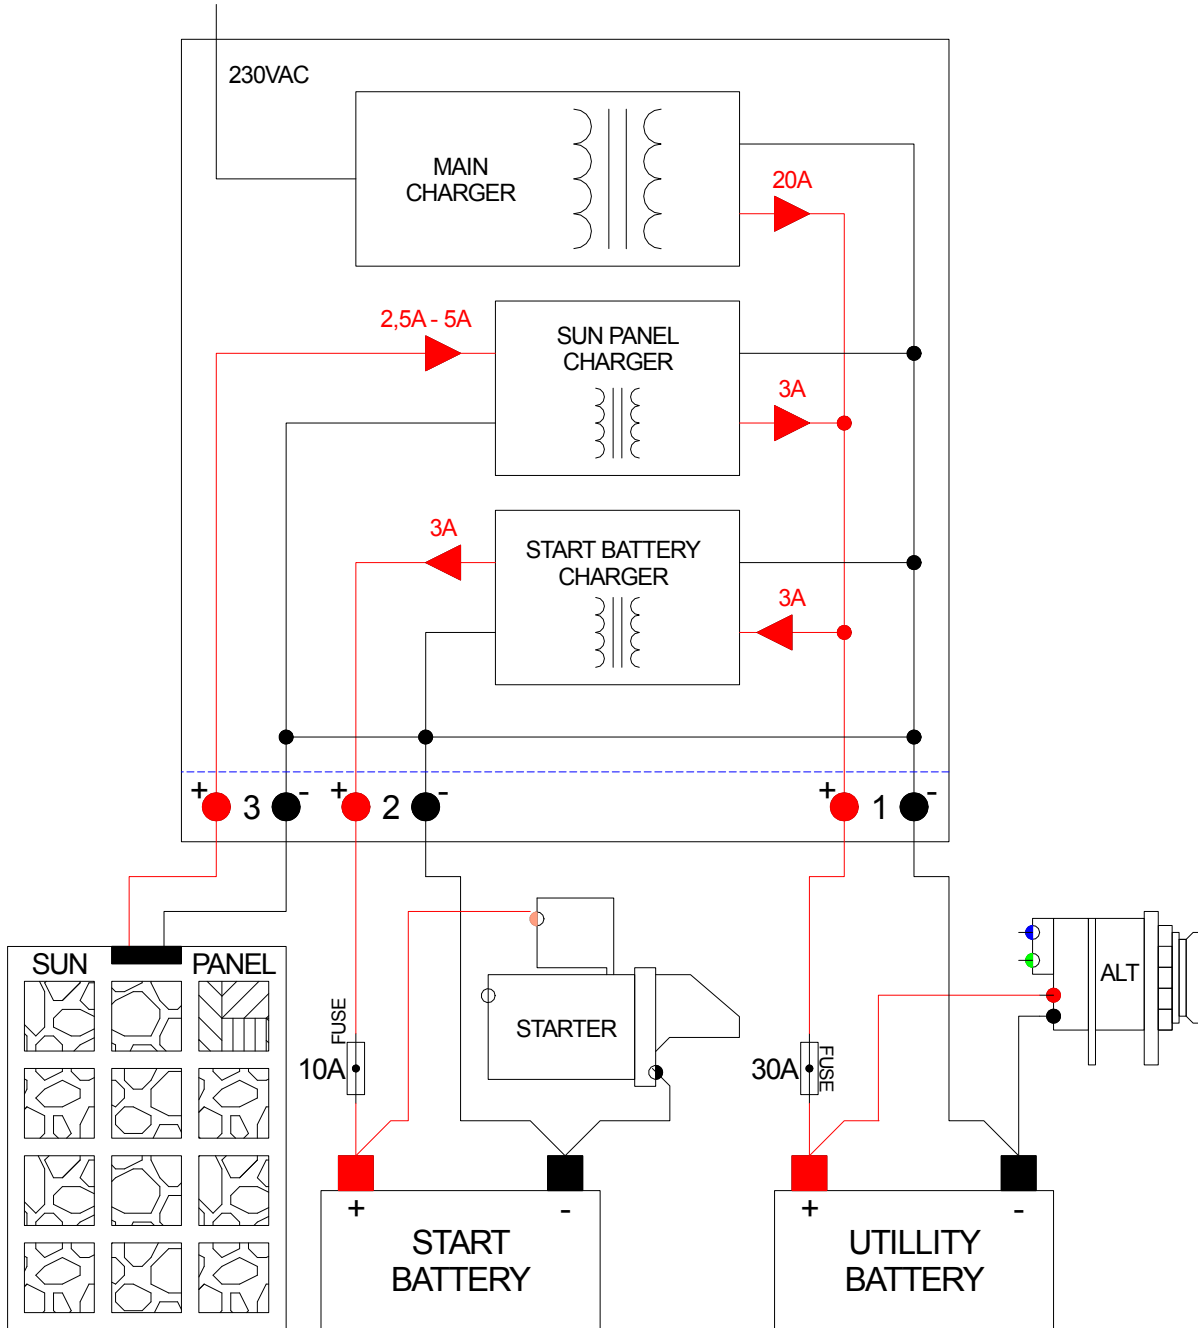 230VAC
MAIN
CHARGER
20A
2,5A - 5A
SUN PANEL
CHARGER
3A
3A
START BATTERY
CHARGER
3A
+ 3 -
+ 2 -
+ 1 -
SUN PANEL
STARTER
ALT
FUSE
10A
30A
FUSE
+ -
START
BATTERY
+ -
UTILLITY
BATTERY